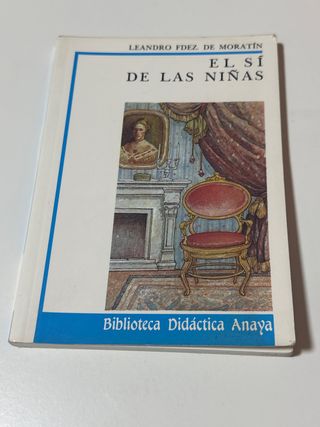 LEANDRO FDEZ. DE MORATÍN
EL SÍ
DE LAS NIÑAS
Biblioteca Didáctica Anaya